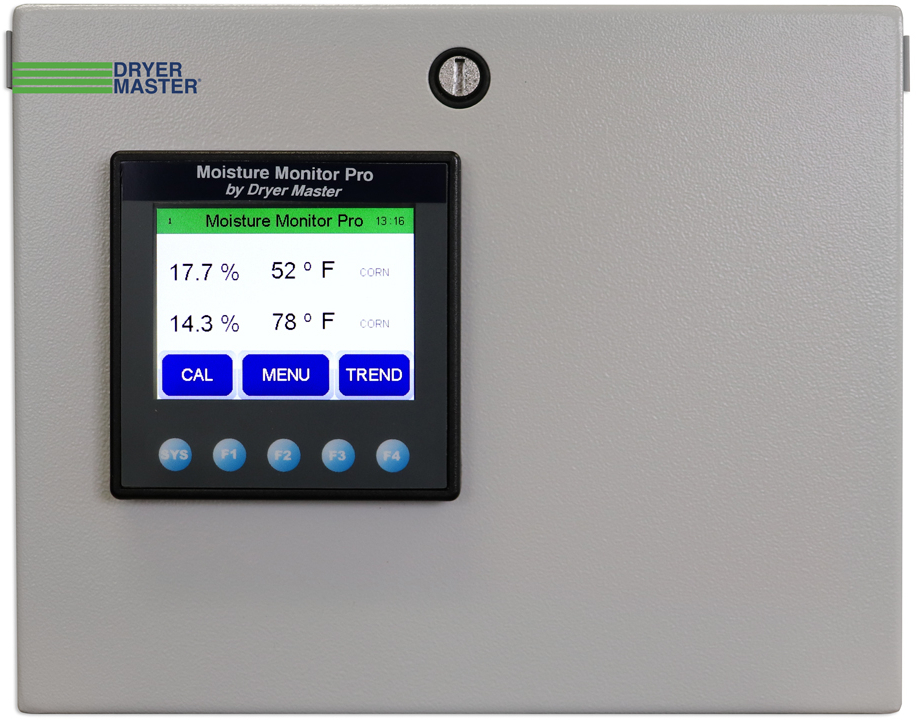 DRYER
MASTER®
Moisture Monitor Pro
by Dryer Master
1 Moisture Monitor Pro 13:16
17.7 % 52 ° F CORN
14.3 % 78 ° F CORN
CAL MENU TREND
SYS F1 F2 F3 F4